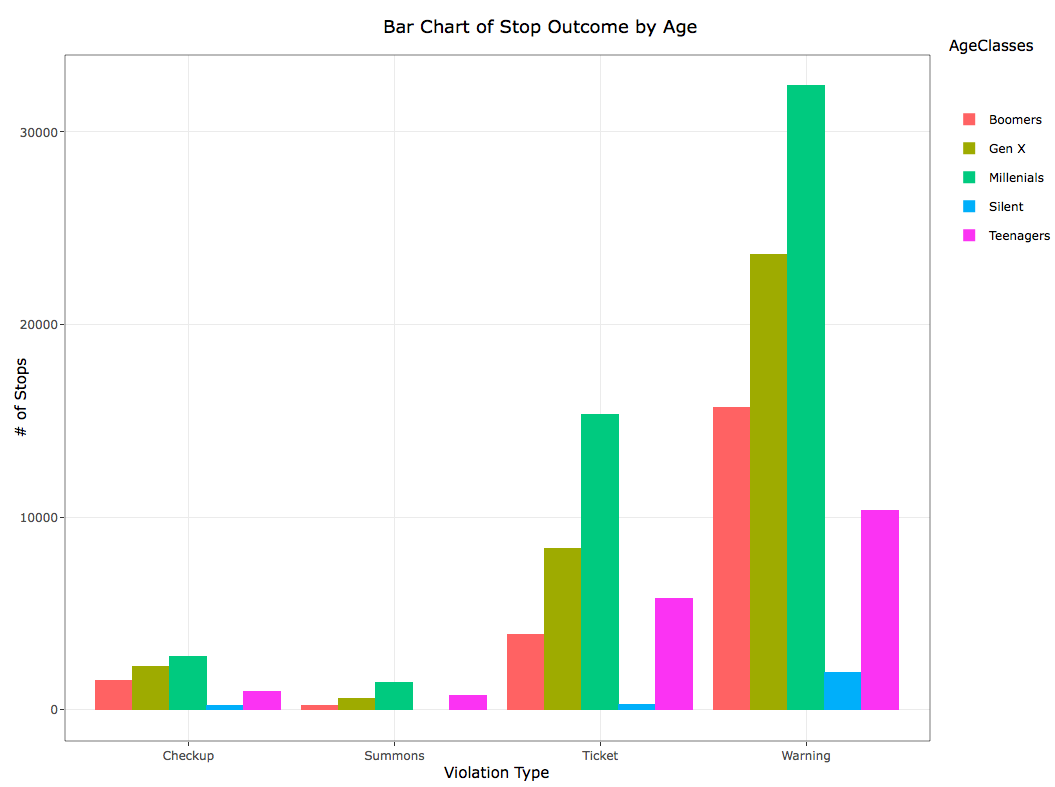 Bar Chart of Stop Outcome by Age
AgeClasses
Boomers
Gen X
Millenials
Silent
Teenagers
30000
20000
10000
0
# of Stops
Checkup
Summons
Ticket
Warning
Violation Type